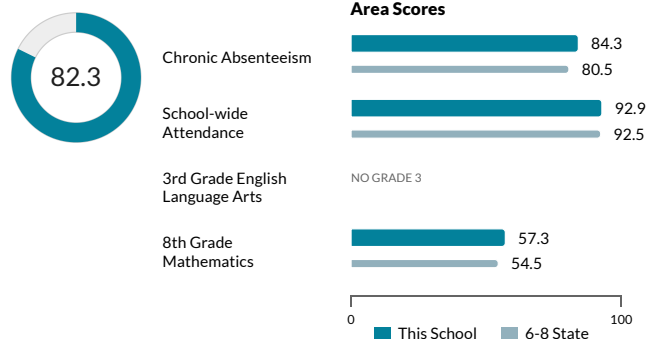 Area Scores
82.3
Chronic Absenteeism
84.3
80.5
School-wide
Attendance
92.9
92.5
3rd Grade English
Language Arts
NO GRADE 3
8th Grade
Mathematics
57.3
54.5
0
100
This School
6-8 State